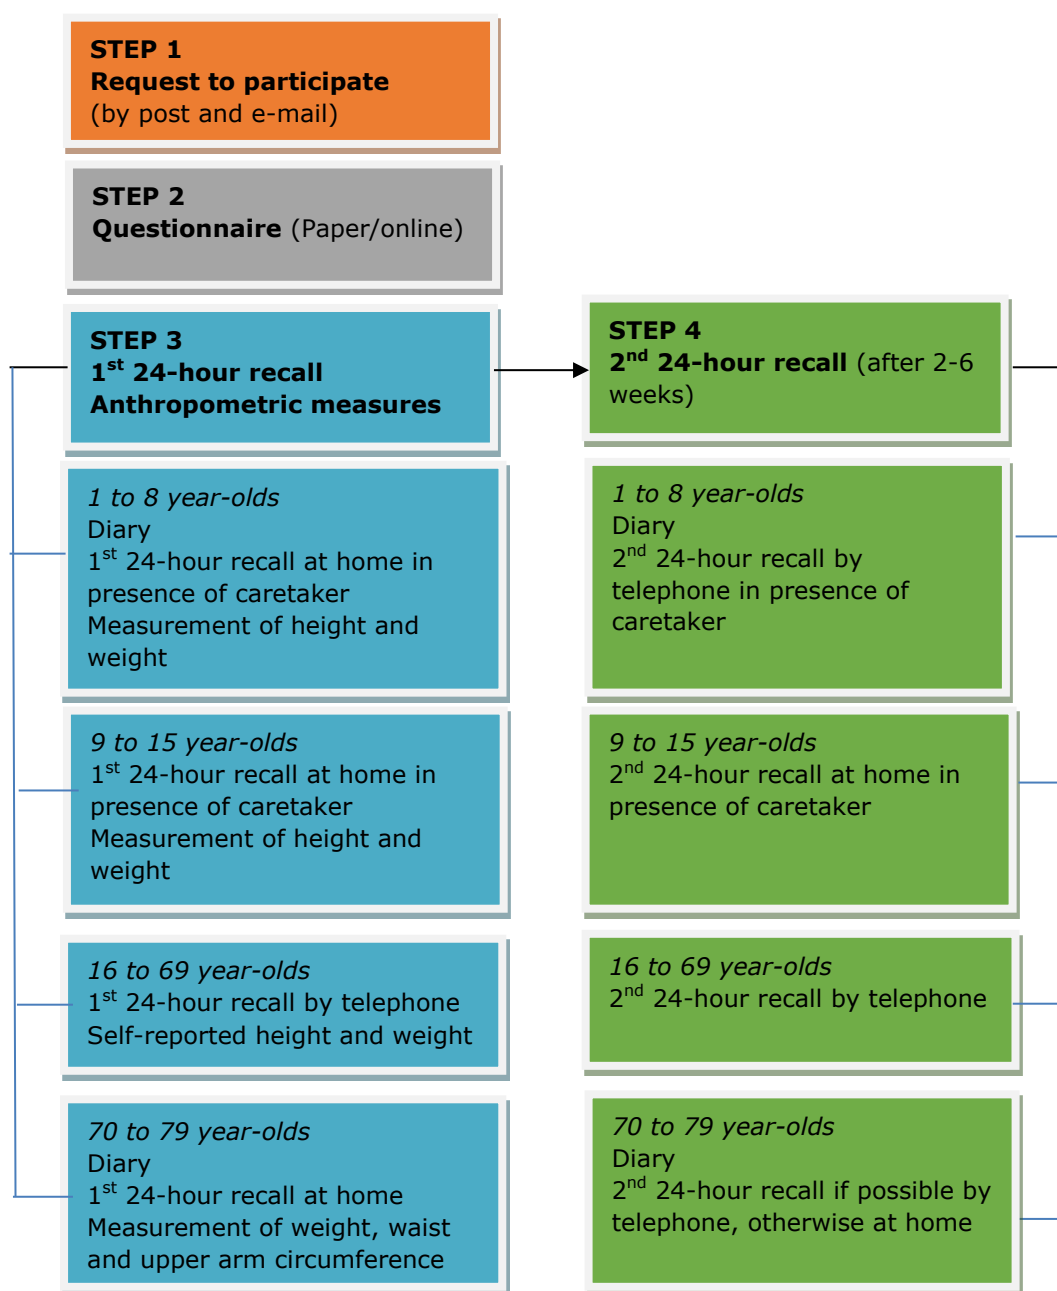 STEP 1
Request to participate
(by post and e-mail)
STEP 2
Questionnaire (Paper/online)
STEP 3
1st 24-hour recall
Anthropometric measures
STEP 4
2nd 24-hour recall (after 2-6
weeks)
1 to 8 year-olds
Diary
1st 24-hour recall at home in
presence of caretaker
Measurement of height and
weight
1 to 8 year-olds
Diary
2nd 24-hour recall by
telephone in presence of
caretaker
9 to 15 year-olds
1st 24-hour recall at home in
presence of caretaker
Measurement of height and
weight
9 to 15 year-olds
2nd 24-hour recall at home in
presence of caretaker
16 to 69 year-olds
1st 24-hour recall by telephone
Self-reported height and weight
16 to 69 year-olds
2nd 24-hour recall by telephone
70 to 79 year-olds
Diary
1st 24-hour recall at home
Measurement of weight, waist
and upper arm circumference
70 to 79 year-olds
Diary
2nd 24-hour recall if possible by
telephone, otherwise at home